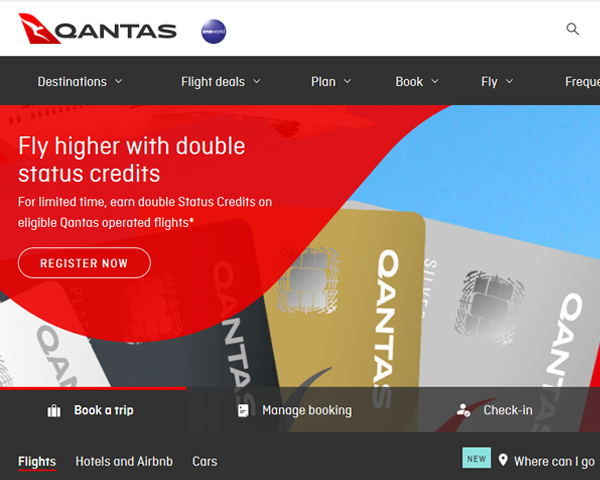 QANTAS
oneworld
Destinations
Flight deals
Plan
Book
Fly
Freque
Fly higher with double
status credits
For limited time, earn double Status Credits on
eligible Qantas operated flights*
REGISTER NOW
QANTAS
QANTAS
SILVER
QANTAS
Book a trip
Manage booking
Check-in
Flights
Hotels and Airbnb
Cars
NEW
Where can I go